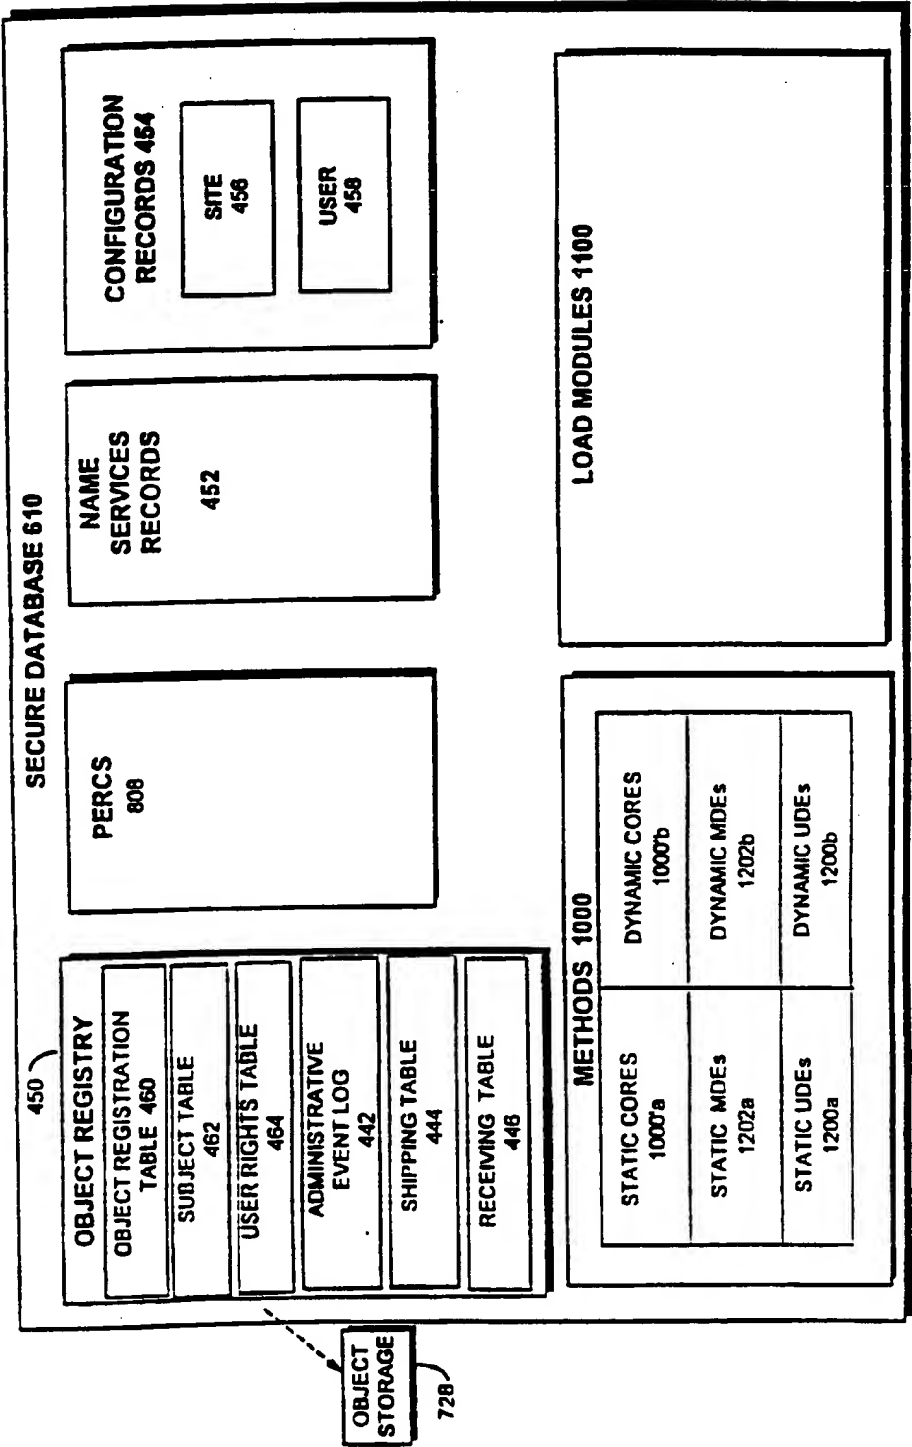 SECURE DATABASE 610
450
OBJECT REGISTRY
OBJECT REGISTRATION
TABLE 460
SUBJECT TABLE
462
USER RIGHTS TABLE
464
ADMINISTRATIVE
EVENT LOG
442
SHIPPING TABLE
444
RECEIVING TABLE
446
OBJECT
STORAGE
728
PERCS
808
NAME
SERVICES
RECORDS
452
CONFIGURATION
RECORDS 454
SITE
456
USER
458
METHODS 1000
STATIC CORES
1000'a
DYNAMIC CORES
1000'b
STATIC MDEs
1202a
DYNAMIC MDEs
1202b
STATIC UDEs
1200a
DYNAMIC UDEs
1200b
LOAD MODULES 1100